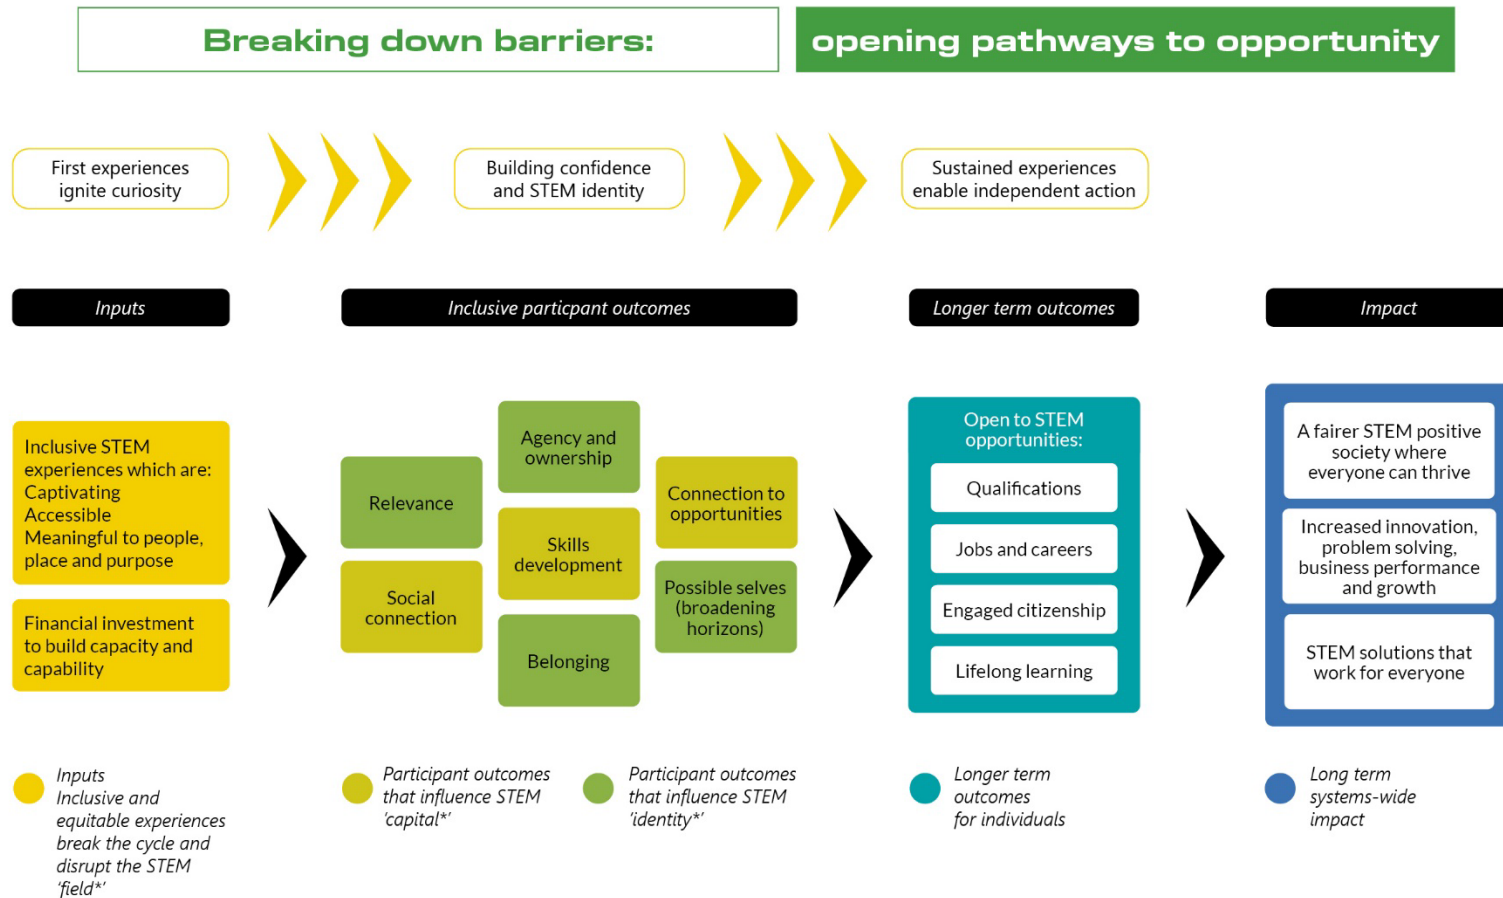 Breaking down barriers:
opening pathways to opportunity
First experiences
ignite curiosity
Building confidence
and STEM identity
Sustained experiences
enable independent action
Inputs
Inclusive particpant outcomes
Longer term outcomes
Impact
Inclusive STEM
experiences which are:
Captivating
Accessible
Meaningful to people,
place and purpose
Financial investment
to build capacity and
capability
Relevance
Social
connection
Agency and
ownership
Skills
development
Belonging
Connection to
opportunities
Possible selves
(broadening
horizons)
Open to STEM
opportunities:
Qualifications
Jobs and careers
Engaged citizenship
Lifelong learning
A fairer STEM positive
society where
everyone can thrive
Increased innovation,
problem solving,
business performance
and growth
STEM solutions that
work for everyone
Inputs
Inclusive and
equitable experiences
break the cycle and
disrupt the STEM
'field*'
Participant outcomes
that influence STEM
'capital*'
Participant outcomes
that influence STEM
'identity*'
Longer term
outcomes
for individuals
Long term
systems-wide
impact